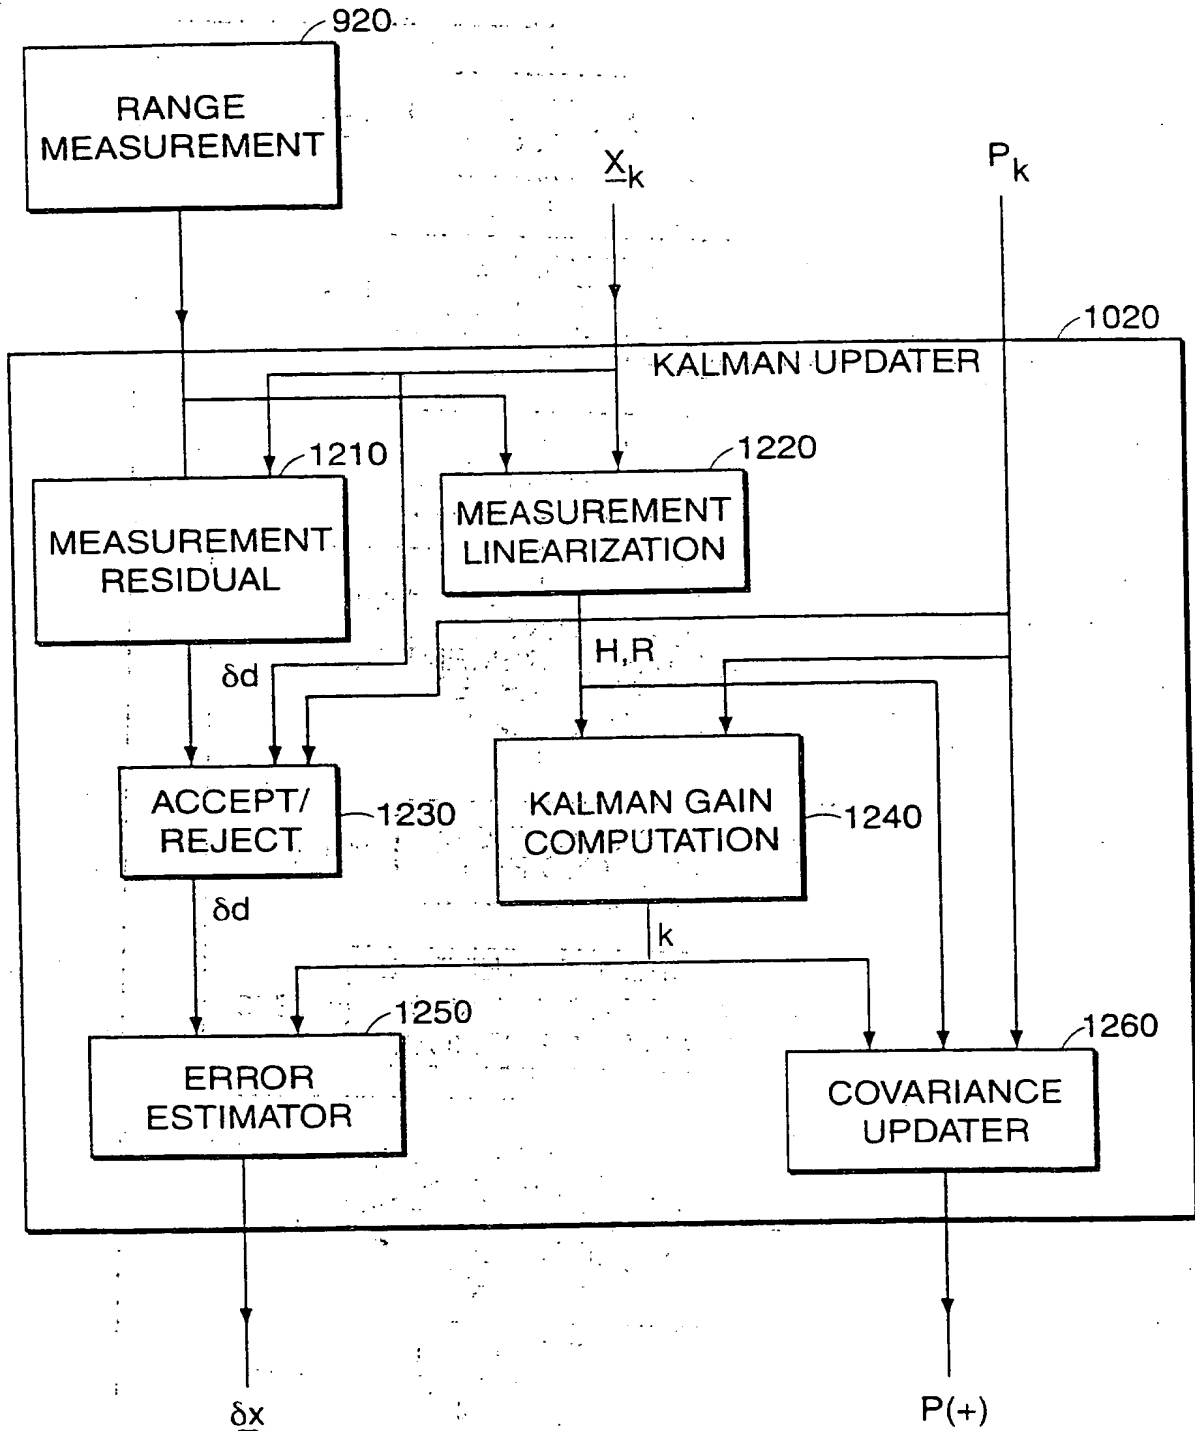 920
RANGE
MEASUREMENT
X_k
P_k
1020
KALMAN UPDATER
1210
1220
MEASUREMENT
RESIDUAL
MEASUREMENT
LINEARIZATION
H,R
δd
ACCEPT/
REJECT
1230
KALMAN GAIN
COMPUTATION
1240
δd
k
1250
1260
ERROR
ESTIMATOR
COVARIANCE
UPDATER
δx
P(+)